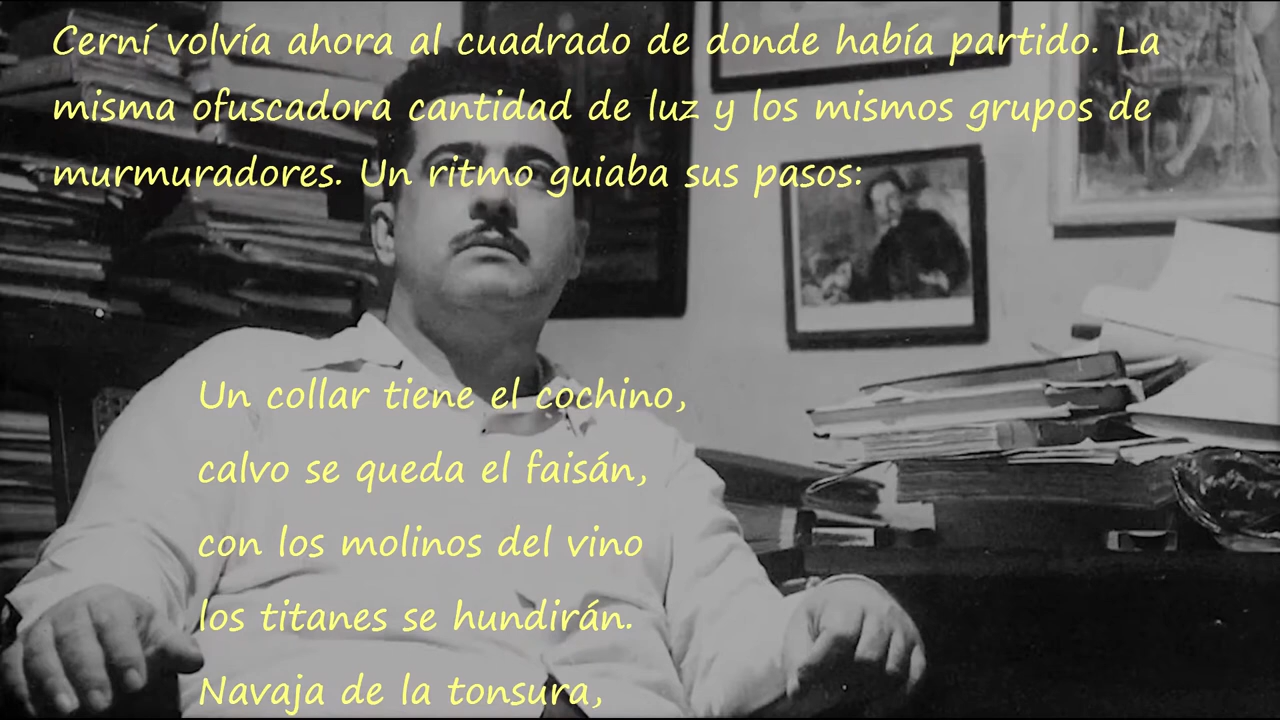 Cerní volvía ahora al cuadrado de donde había partido. La
misma ofuscadora cantidad de luz y los mismos grupos de
murmuradores. Un ritmo guiaba sus pasos:
Un collar tiene el cochino,
calvo se queda el faisán,
con los molinos del vino
los titanes se hundirán.
Navaja de la tonsura,